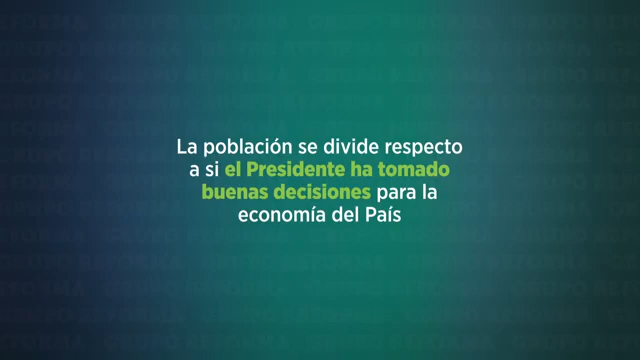 La población se divide respecto
a si el Presidente ha tomado
buenas decisiones para la
economía del País